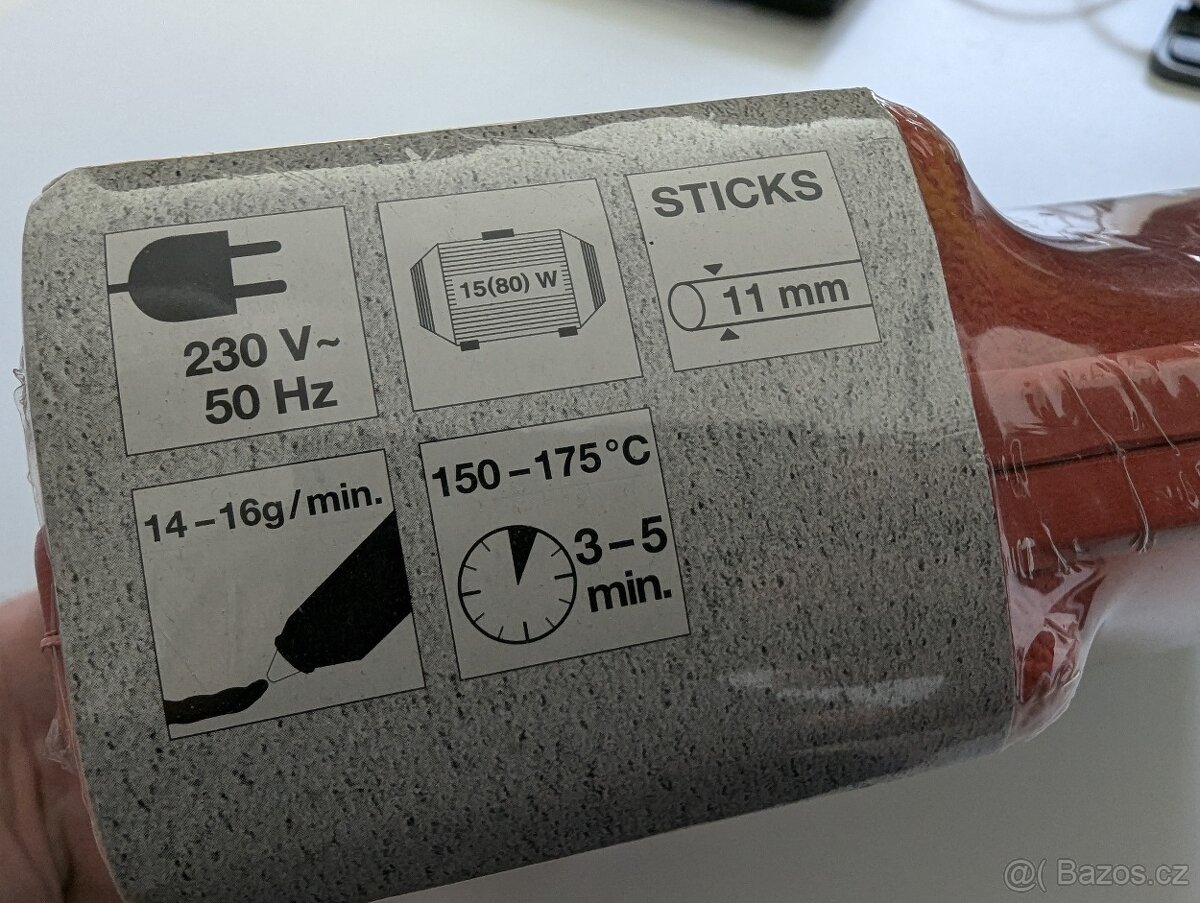 230 V~
50 Hz
15(80) W
STICKS
11 mm
14–16g/min.
150–175°C
3–5
min.
@( Bazos.cz